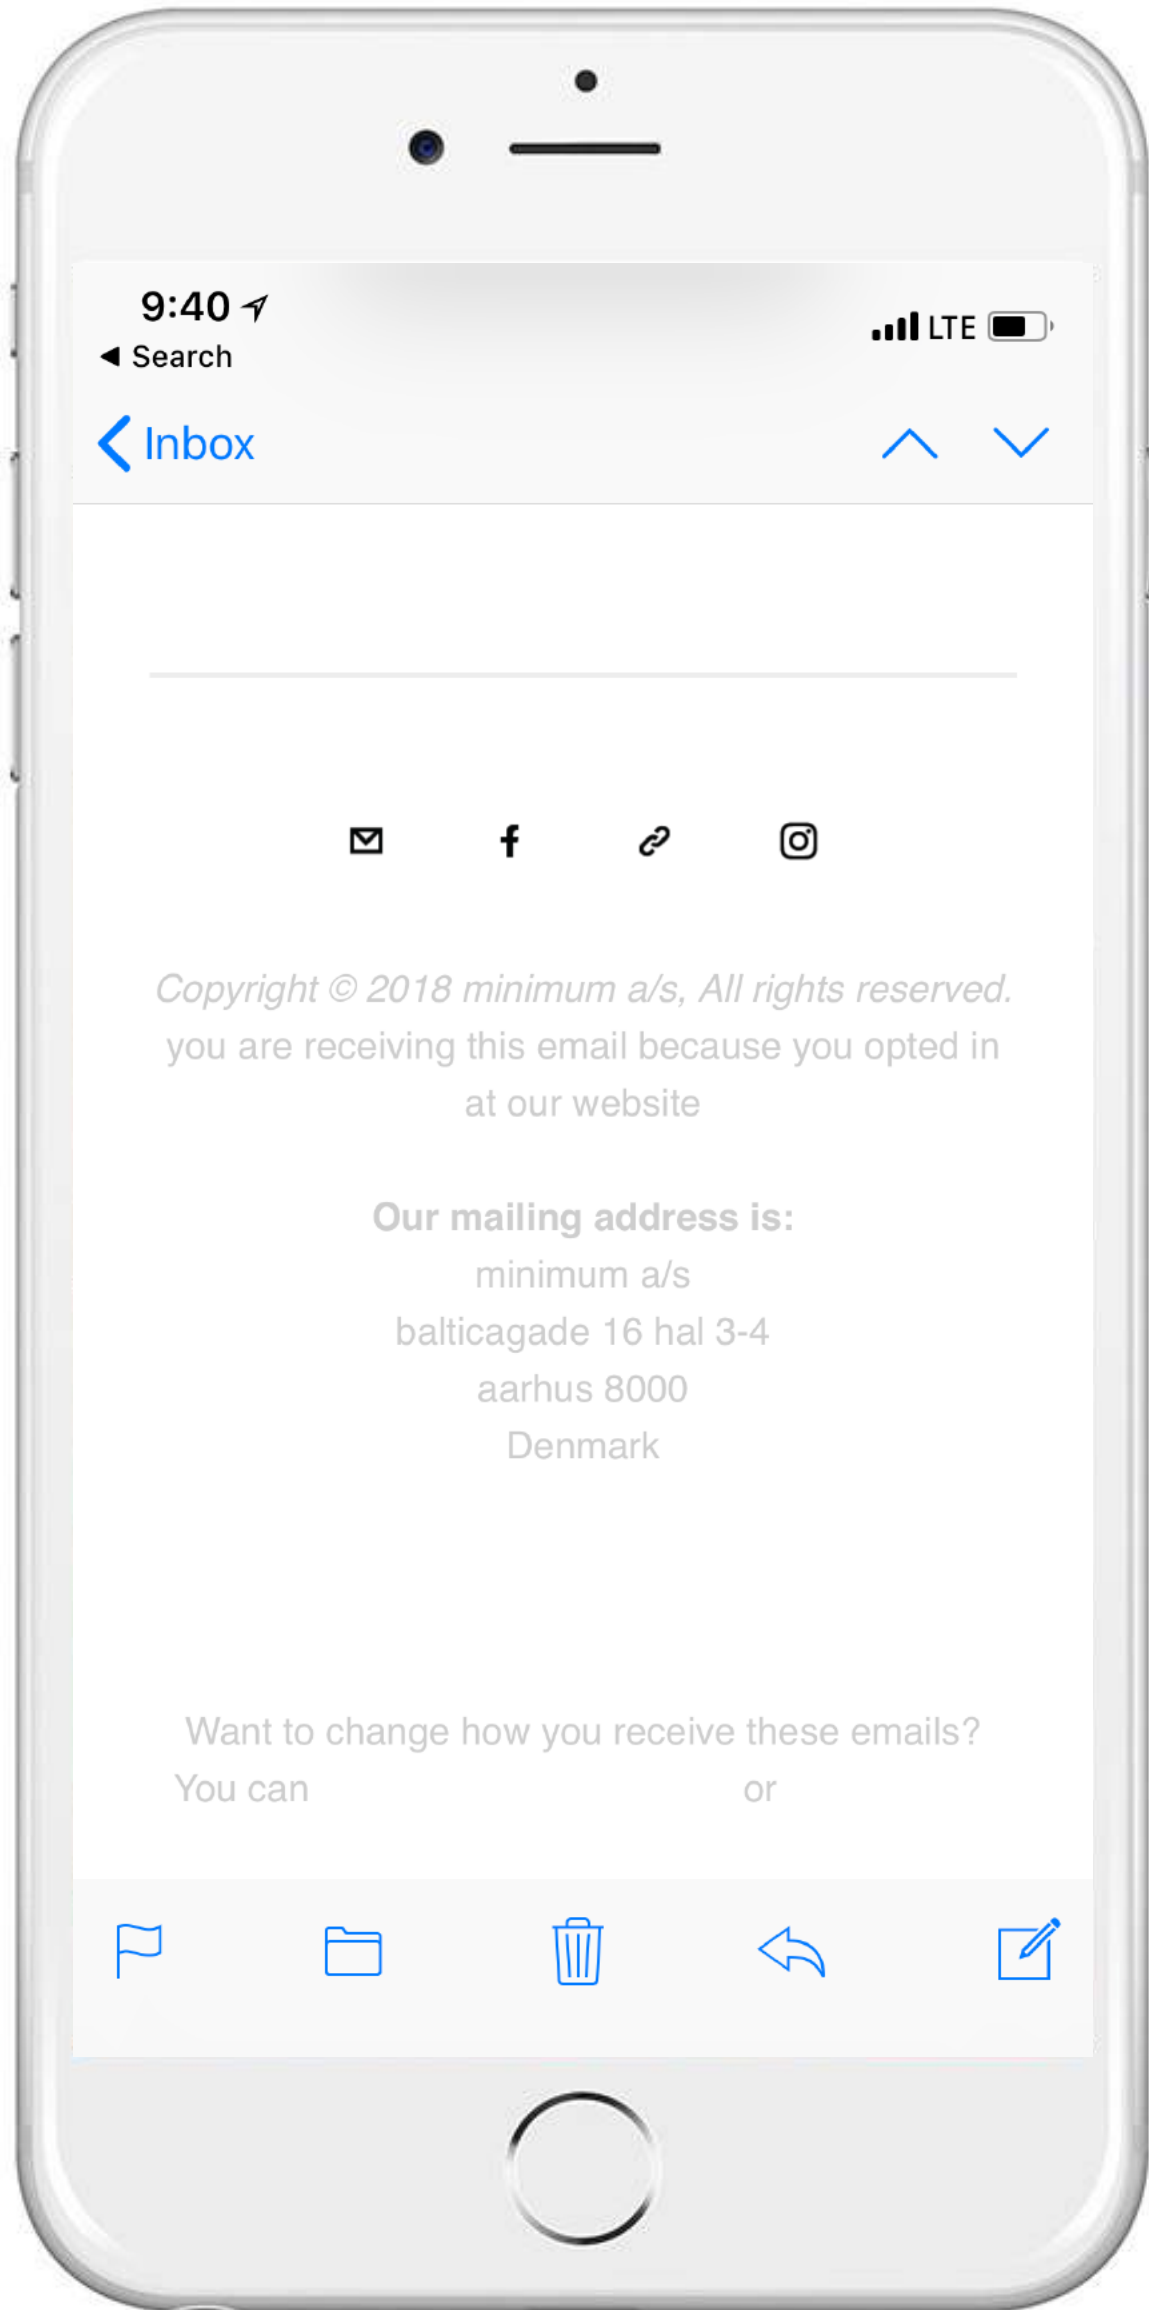 9:40
LTE
Search
Inbox
Copyright © 2018 minimum a/s, All rights reserved.
you are receiving this email because you opted in
at our website
Our mailing address is:
minimum a/s
balticagade 16 hal 3-4
aarhus 8000
Denmark
Want to change how you receive these emails?
You can or